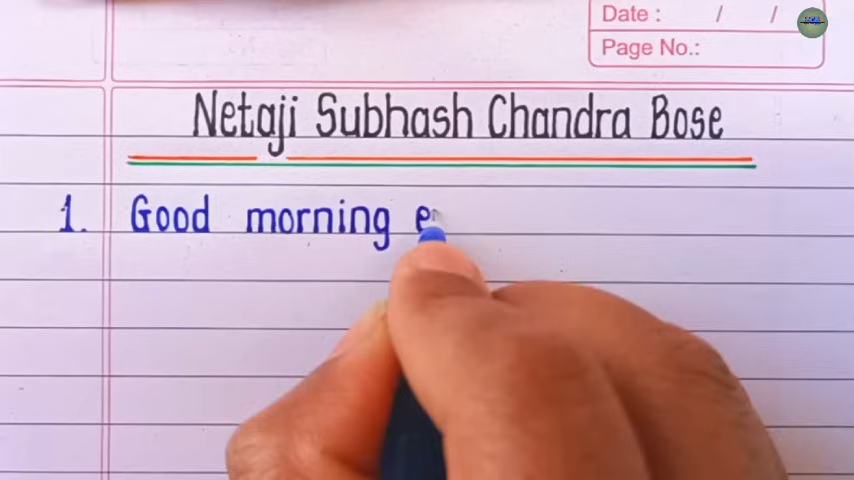 Date : / /
Page No.:
Netaji Subhash Chandra Bose
1. Good morning